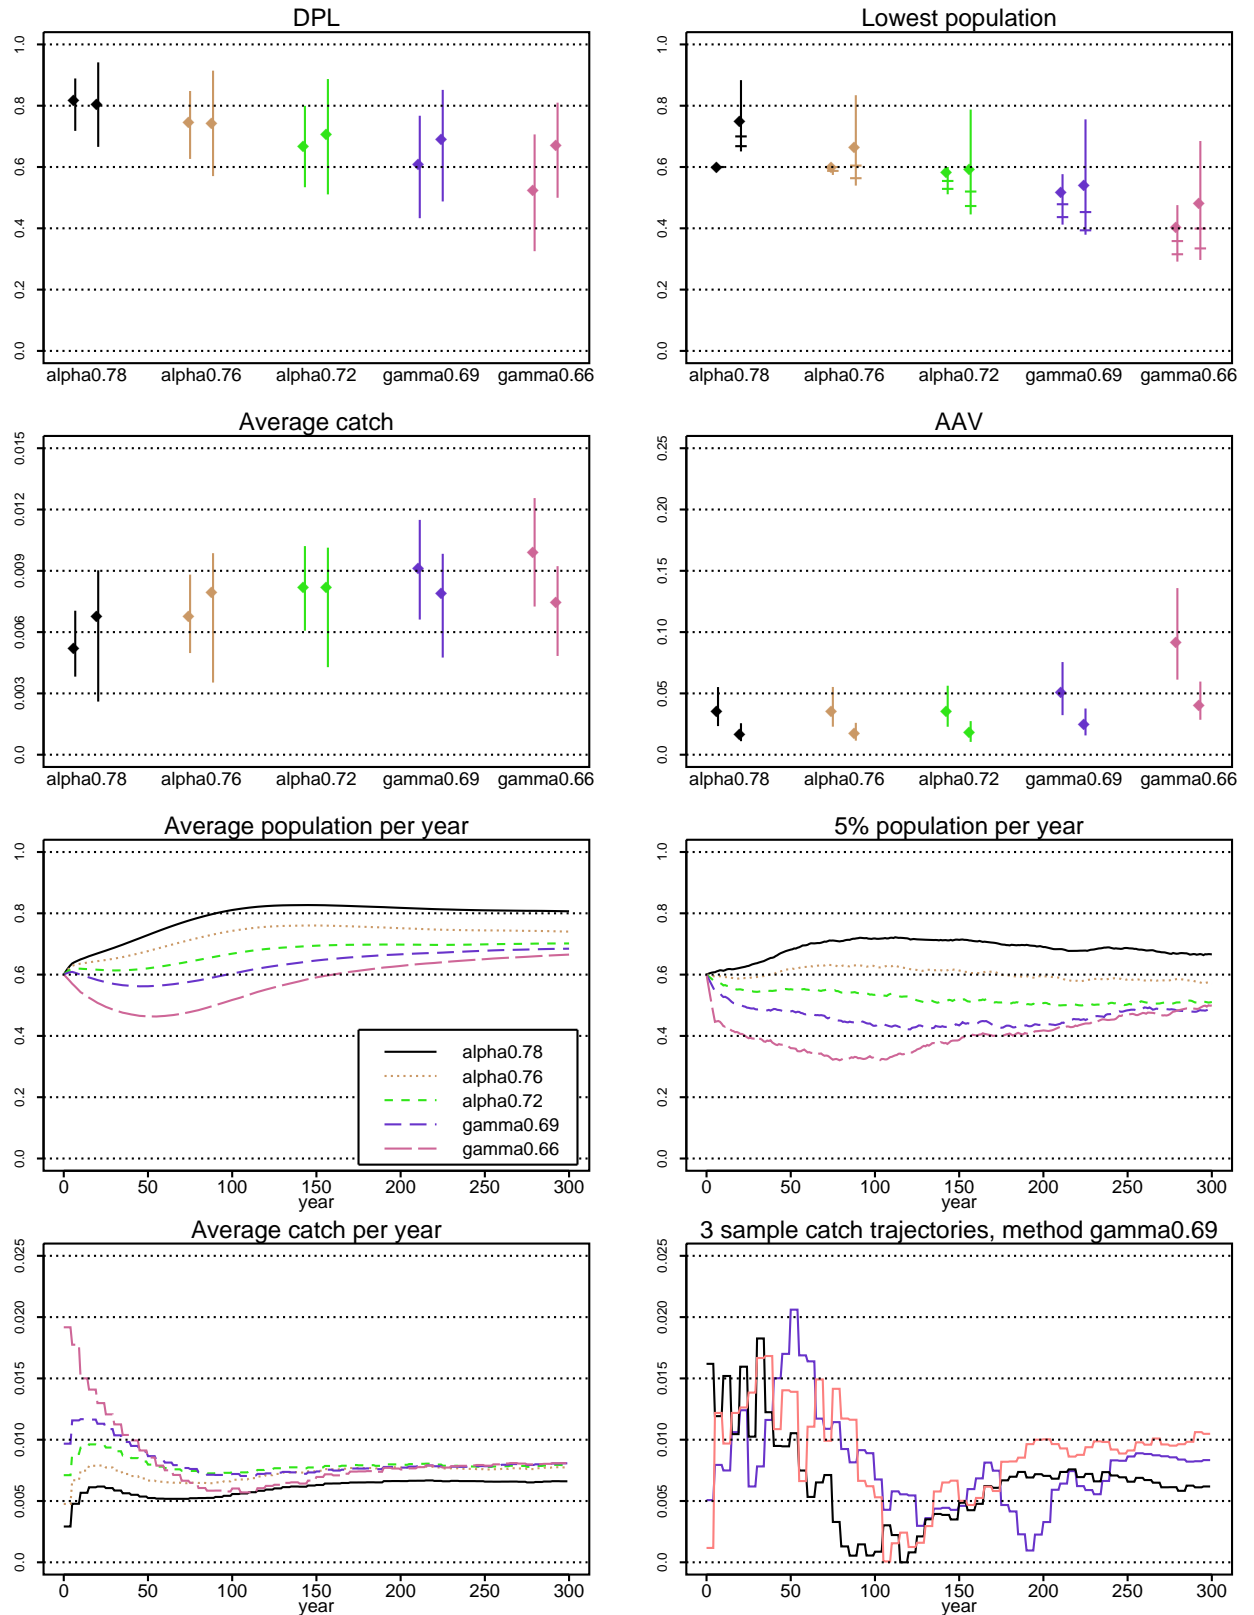 DPL
1.0
0.8
0.6
0.4
0.2
0.0
alpha0.78 alpha0.76 alpha0.72 gamma0.69 gamma0.66
Lowest population
1.0
0.8
0.6
0.4
0.2
0.0
alpha0.78 alpha0.76 alpha0.72 gamma0.69 gamma0.66
Average catch
0.015
0.012
0.009
0.006
0.003
0.0
alpha0.78 alpha0.76 alpha0.72 gamma0.69 gamma0.66
AAV
0.25
0.20
0.15
0.10
0.05
0.0
alpha0.78 alpha0.76 alpha0.72 gamma0.69 gamma0.66
Average population per year
1.0
0.8
0.6
0.4
0.2
0.0
alpha0.78
alpha0.76
alpha0.72
gamma0.69
gamma0.66
0 50 100 150 200 250 300
year
5% population per year
1.0
0.8
0.6
0.4
0.2
0.0
0 50 100 150 200 250 300
year
Average catch per year
0.025
0.020
0.015
0.010
0.005
0.0
0 50 100 150 200 250 300
year
3 sample catch trajectories, method gamma0.69
0.025
0.020
0.015
0.010
0.005
0.0
0 50 100 150 200 250 300
year